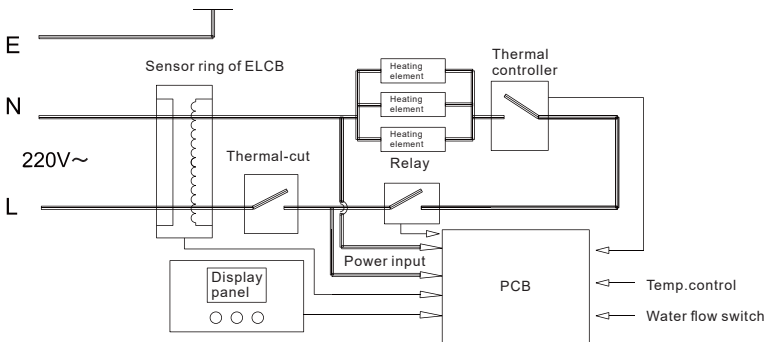 E
Sensor ring of ELCB
Thermal
controller
Heating
element
N
Heating
element
Heating
element
220V～
Thermal-cut
Relay
L
Power input
Display
panel
PCB
Temp.control
Water flow switch